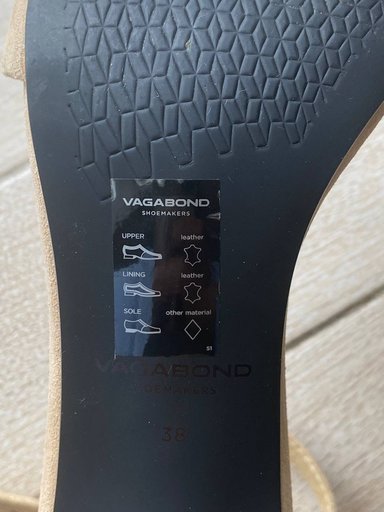 VAGABOND
SHOEMAKERS
UPPER leather
LINING leather
SOLE other material
S1
VAGABOND
SHOEMAKERS
38